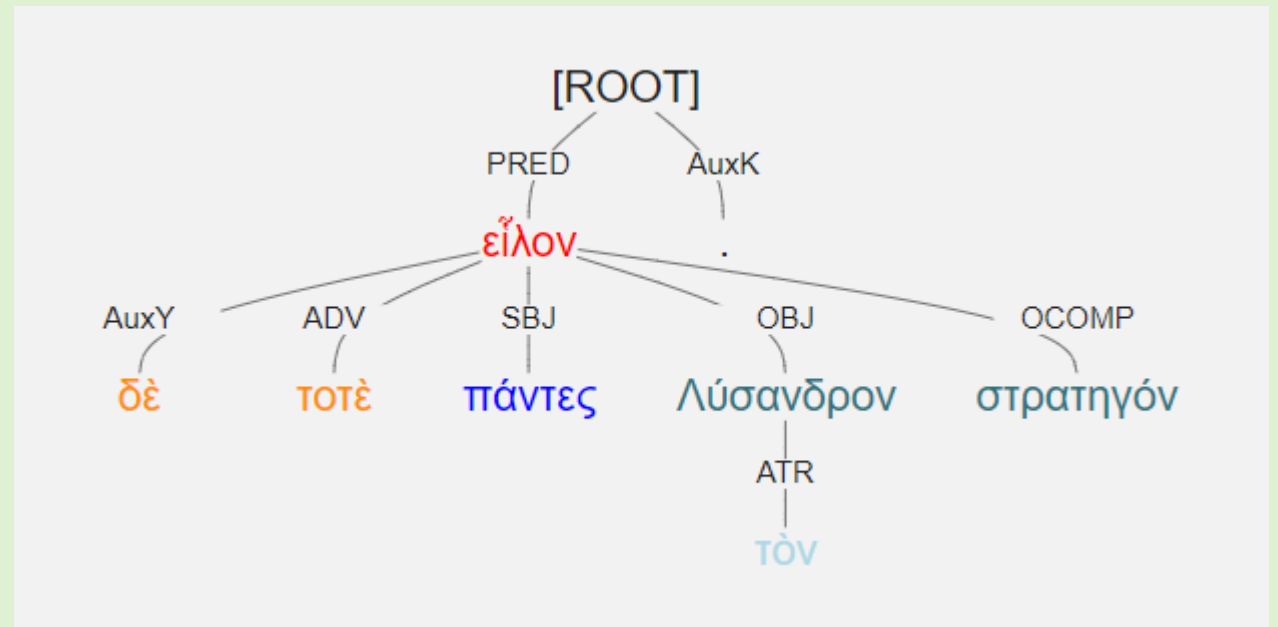 [ROOT]
PRED AuxK
εἷλον .
AuxY ADV SBJ OBJ OCOMP
δὲ τοτὲ πάντες Λύσανδρον στρατηγόν
ATR
τὸν